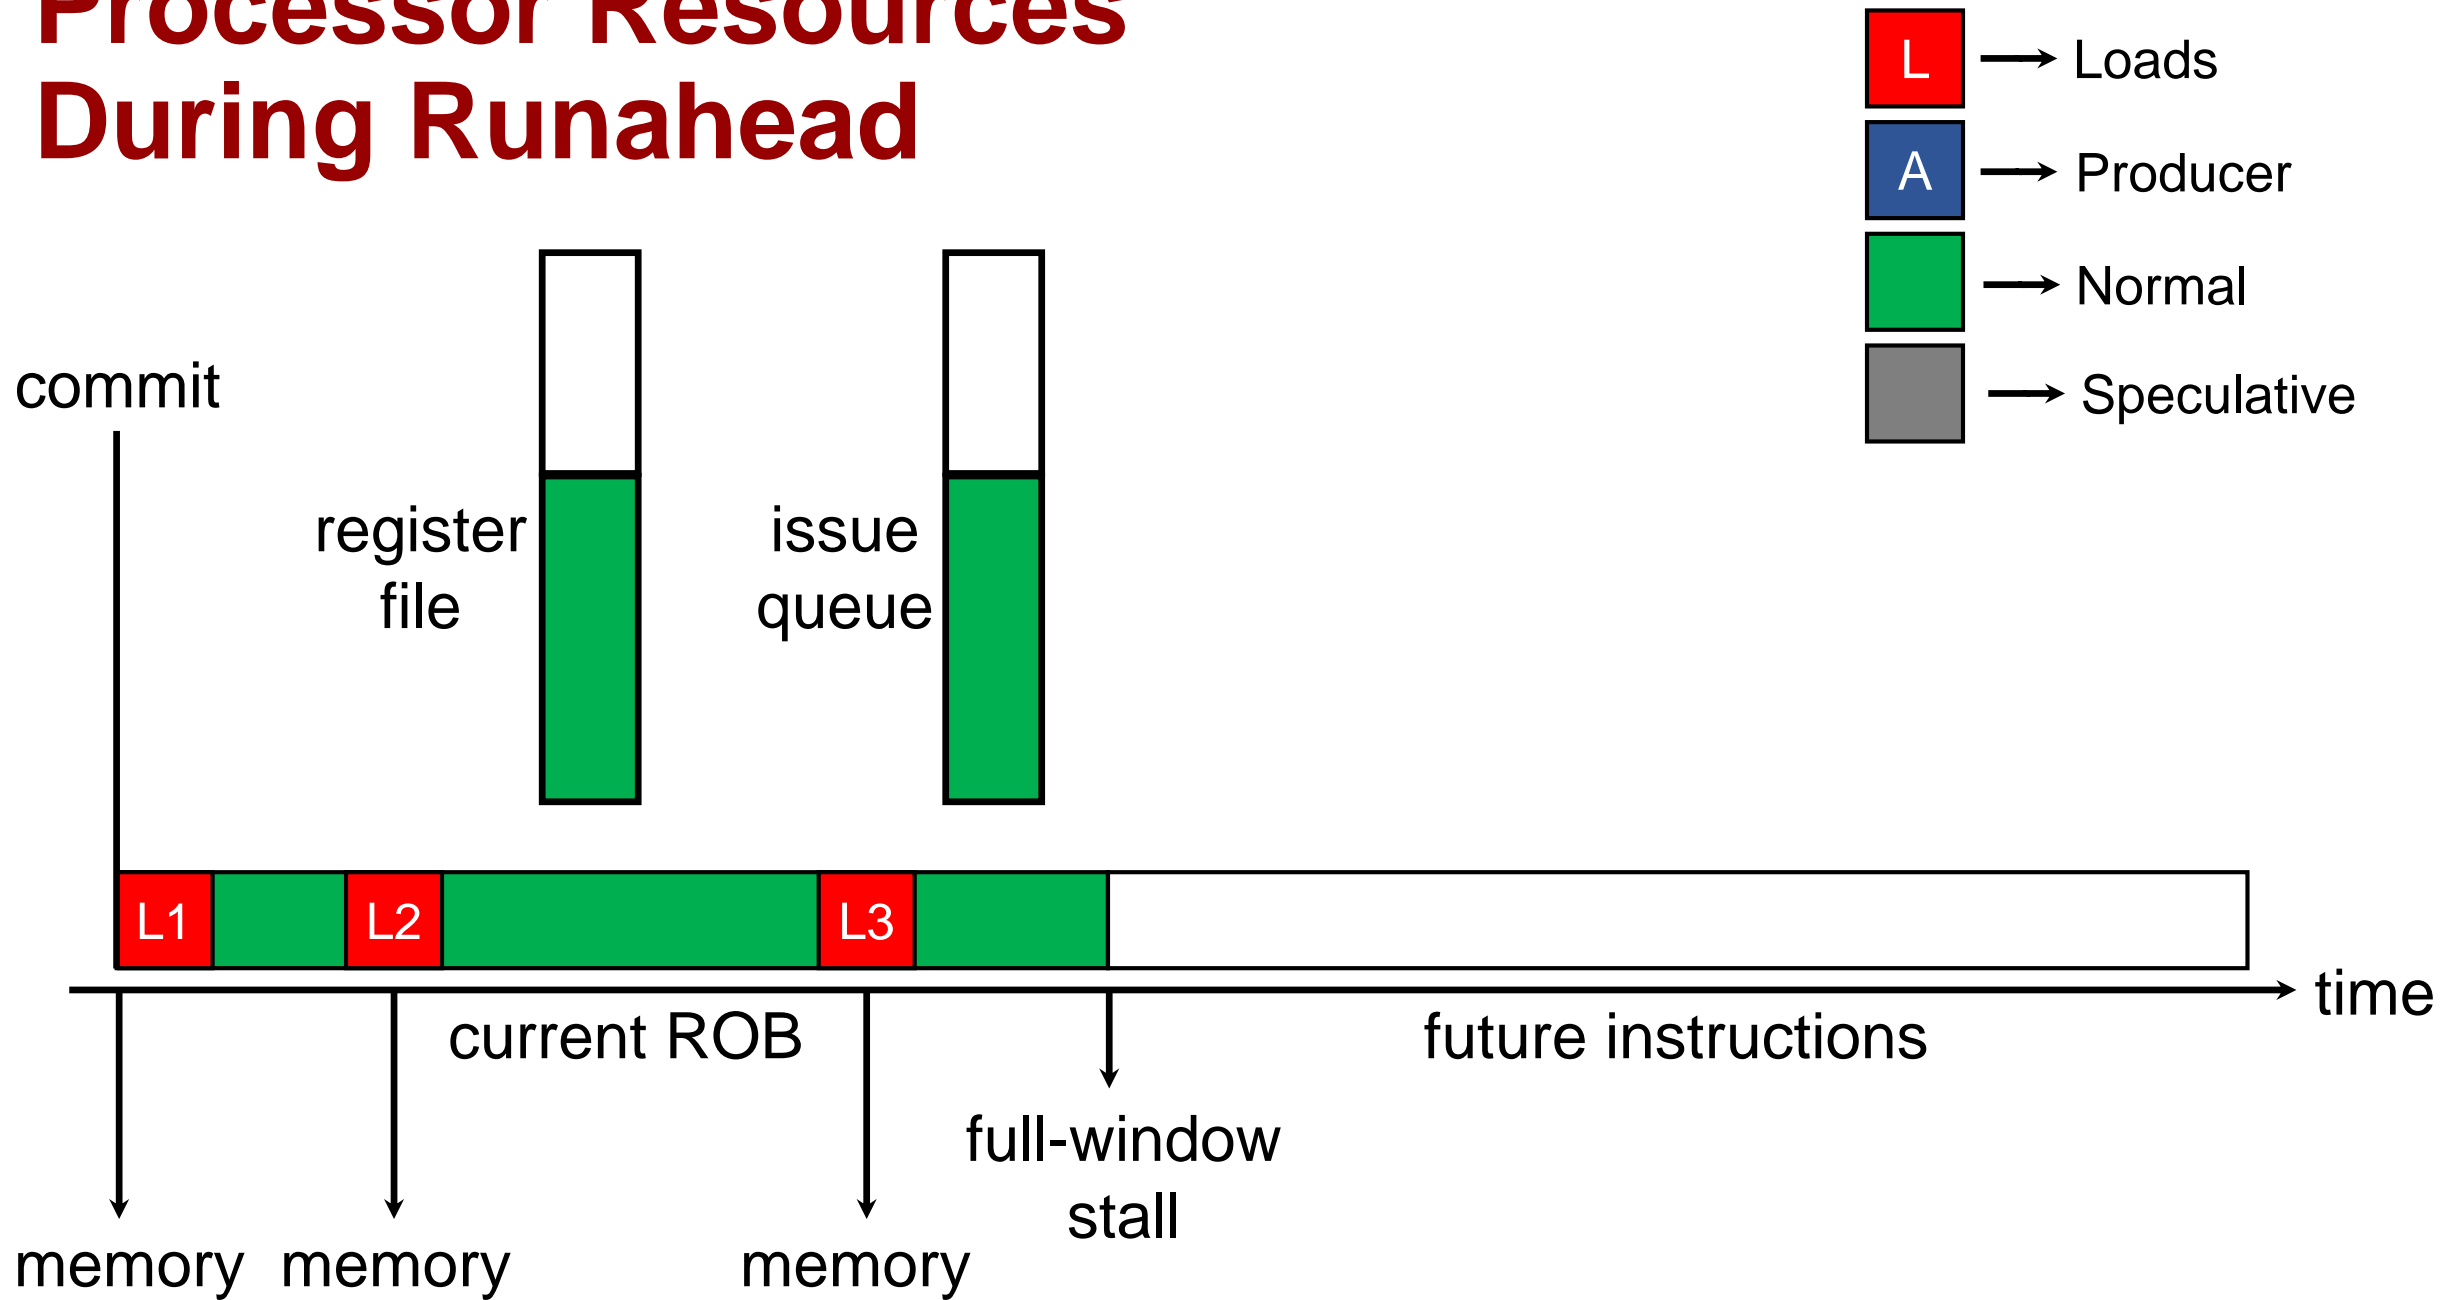 Processor Resources
During Runahead
L
Loads
A
Producer
Normal
Speculative
commit
register
file
issue
queue
L1
L2
L3
time
current ROB
future instructions
full-window
stall
memory
memory
memory